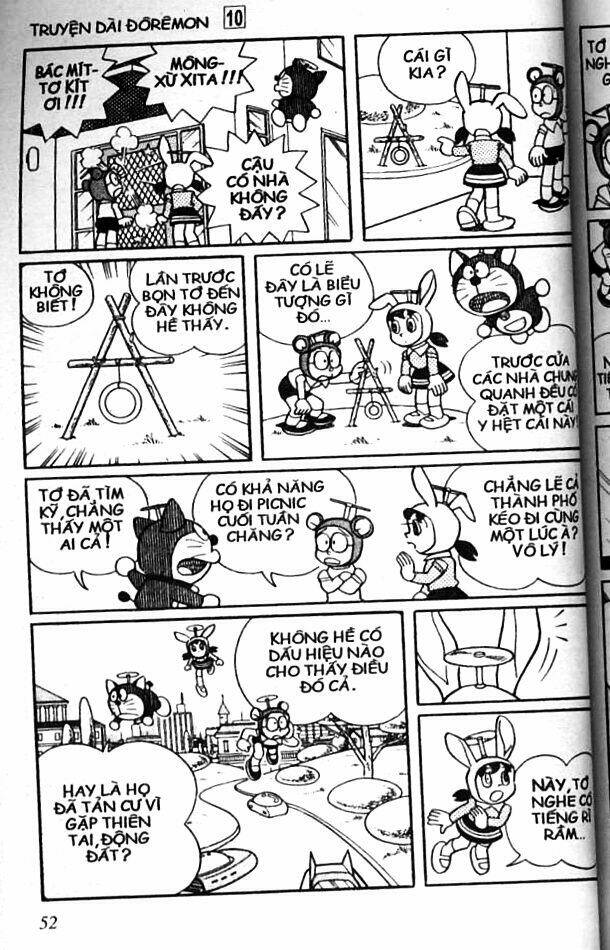 TRUYỆN DÀI ĐÔRÊMON 10
BÁC MÍT-
TƠ KÍT
ƠI!!!
MÔNG-
XỪ XITA!!!
CẬU
CÓ NHÀ
KHÔNG
ĐẤY?
CÁI GÌ
KIA?
TỚ
KHÔNG
BIẾT!
LẦN TRƯỚC
BỌN TỚ ĐẾN
ĐÂY KHÔNG
HỀ THẤY.
CÓ LẼ
ĐÂY LÀ BIỂU
TƯỢNG GÌ
ĐÓ...
TRƯỚC CỬA
CÁC NHÀ CHUNG
QUANH ĐỀU CÓ
ĐẶT MỘT CÁI
Y HỆT CÁI NÀY!
TỚ ĐÃ TÌM
KỸ, CHẲNG
THẤY MỘT
AI CẢ!
CÓ KHẢ NĂNG
HỌ ĐI PICNIC
CUỐI TUẦN
CHĂNG?
CHẲNG LẼ CẢ
THÀNH PHỐ
KÉO ĐI CÙNG
MỘT LÚC À?
VÔ LÝ!
KHÔNG HỀ CÓ
DẤU HIỆU NÀO
CHO THẤY ĐIỀU
ĐÓ CẢ.
HAY LÀ HỌ
ĐÃ TẢN CƯ VÌ
GẶP THIÊN
TAI, ĐỘNG
ĐẤT?
NÀY, TỚ
NGHE CÓ
TIẾNG RÌ
RẦM...
52